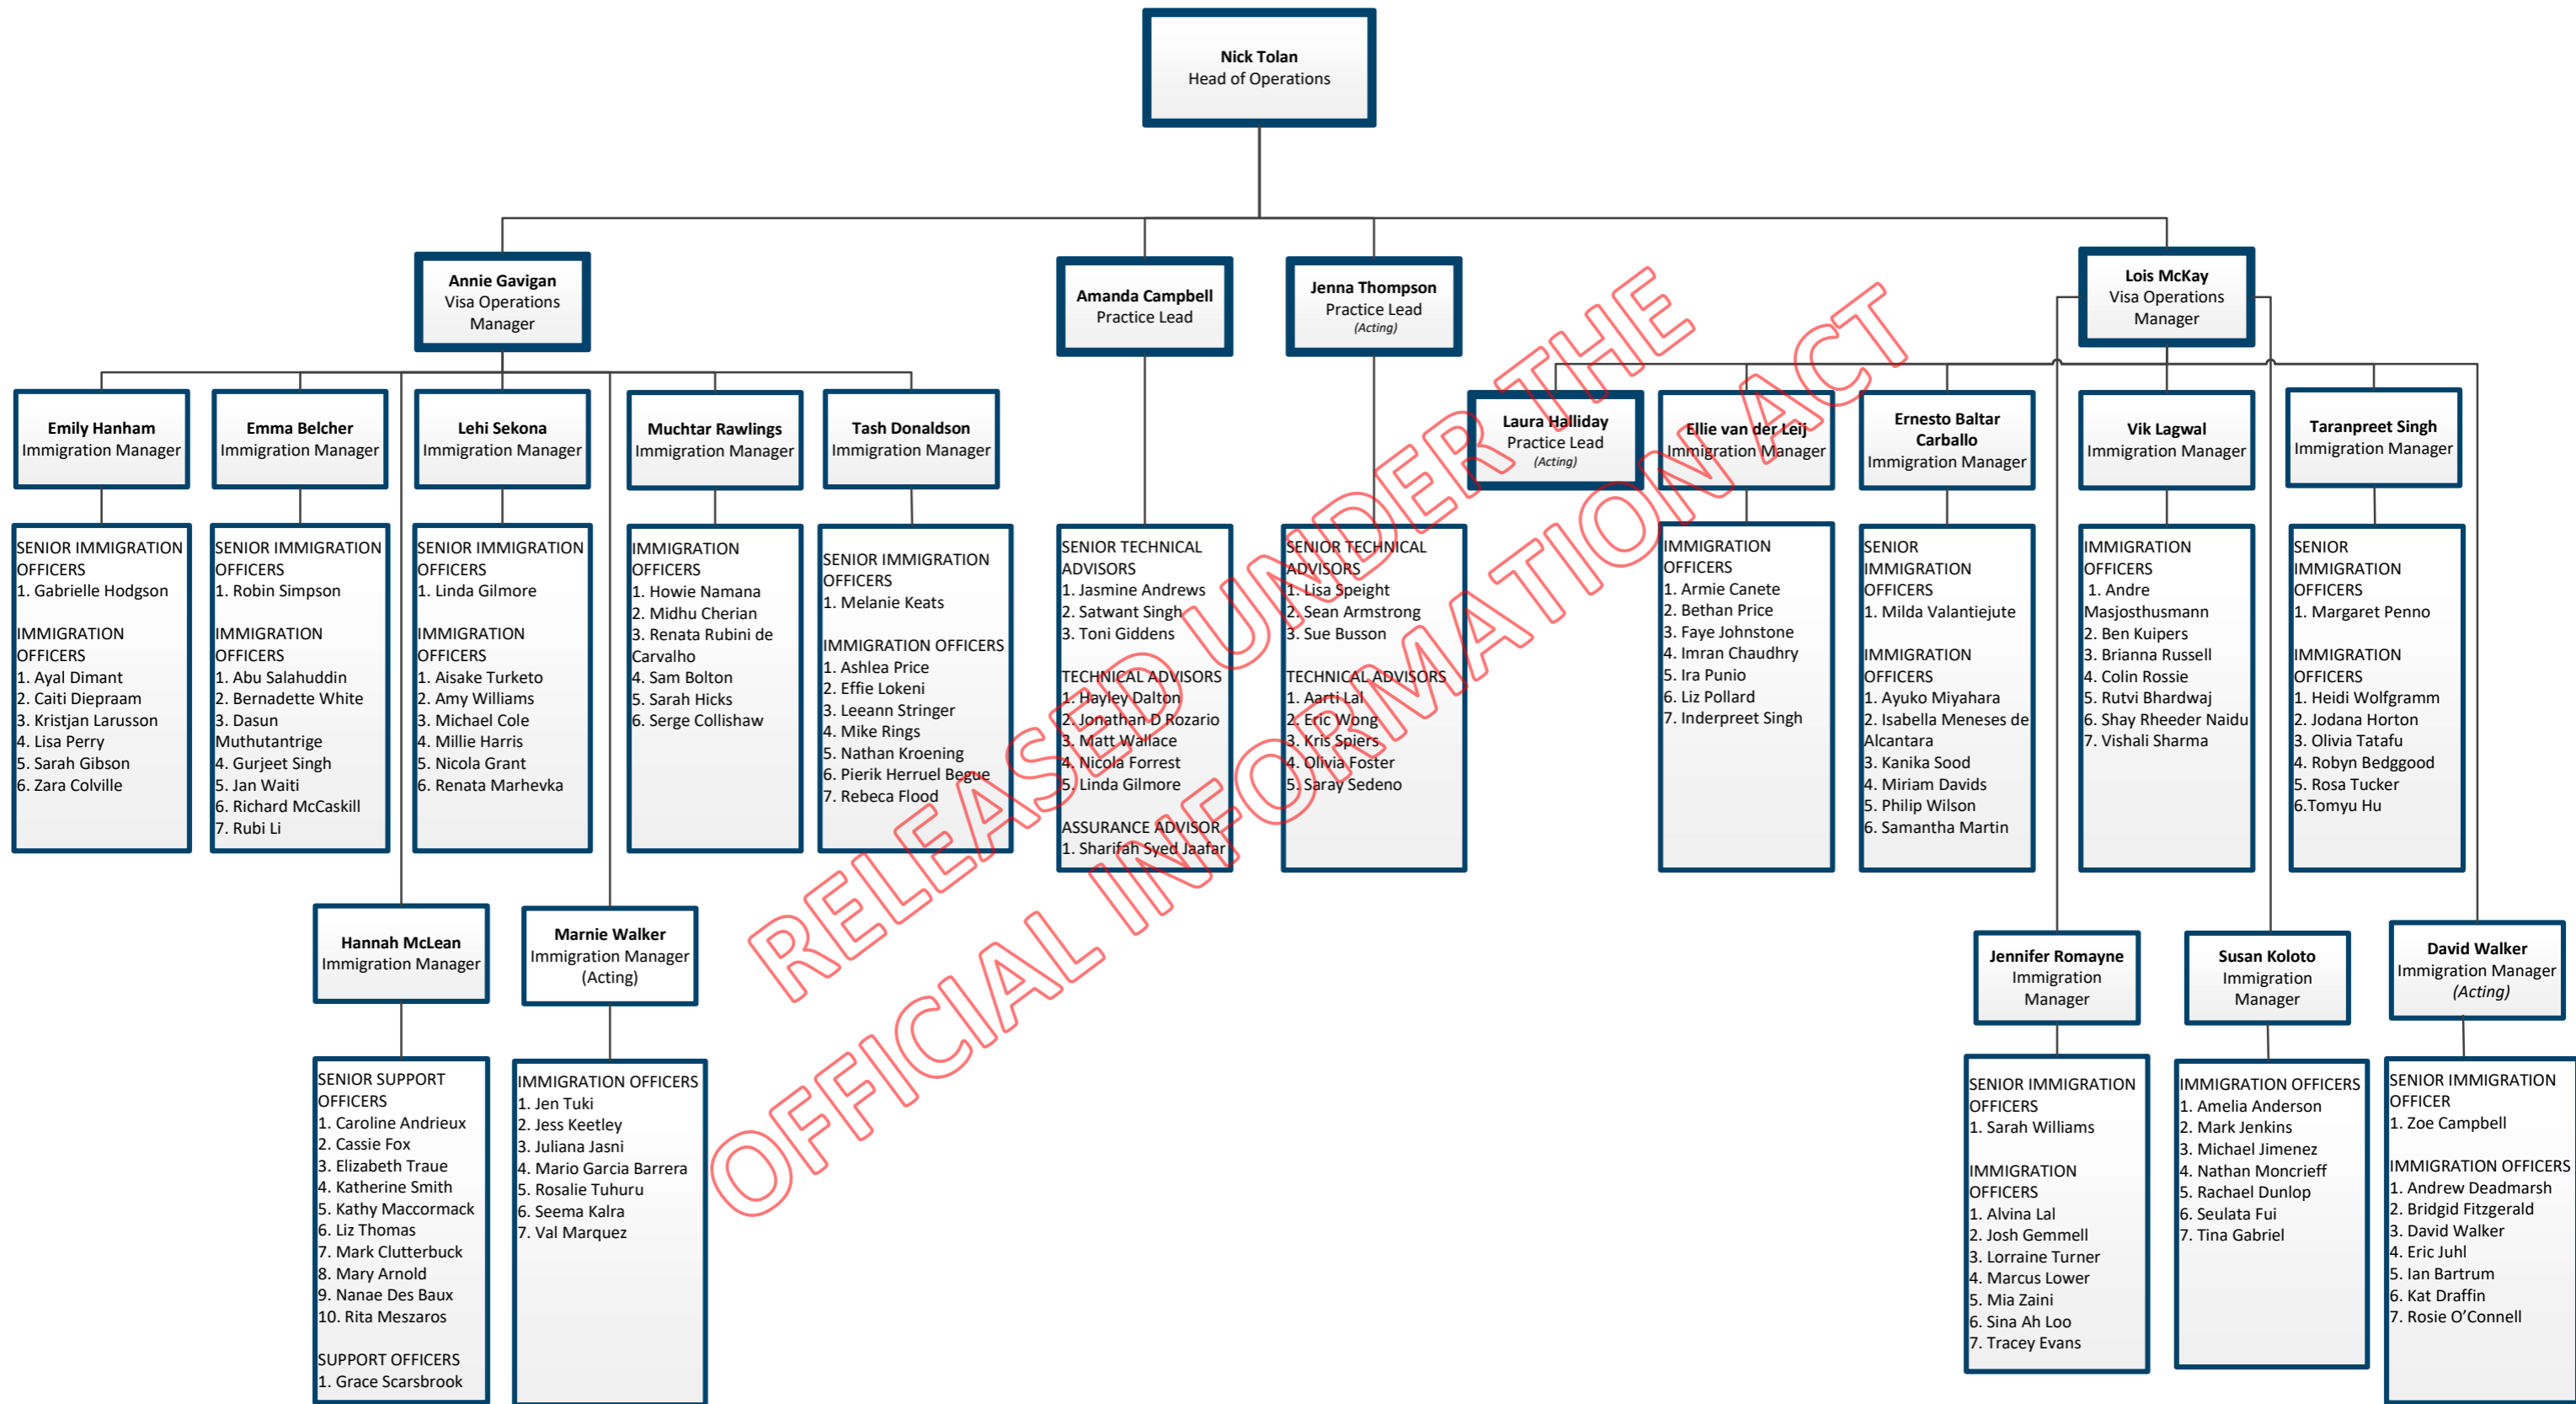 Nick Tolan
Head of Operations
Annie Gavigan
Visa Operations
Manager
Amanda Campbell
Practice Lead
Jenna Thompson
Practice Lead
(Acting)
Lois McKay
Visa Operations
Manager
Emily Hanham
Immigration Manager
Emma Belcher
Immigration Manager
Lehi Sekona
Immigration Manager
Muchtar Rawlings
Immigration Manager
Tash Donaldson
Immigration Manager
Laura Halliday
Practice Lead
(Acting)
Ellie van der Leij
Immigration Manager
Ernesto Baltar
Carballo
Immigration Manager
Vik Lagwal
Immigration Manager
Taranpreet Singh
Immigration Manager
SENIOR IMMIGRATION
OFFICERS
1. Gabrielle Hodgson
IMMIGRATION
OFFICERS
1. Ayal Dimant
2. Caiti Diepraam
3. Kristjan Larusson
4. Lisa Perry
5. Sarah Gibson
6. Zara Colville
SENIOR IMMIGRATION
OFFICERS
1. Robin Simpson
IMMIGRATION
OFFICERS
1. Abu Salahuddin
2. Bernadette White
3. Dasun
Muthutantrige
4. Gurjeet Singh
5. Jan Waiti
6. Richard McCaskill
7. Rubi Li
SENIOR IMMIGRATION
OFFICERS
1. Linda Gilmore
IMMIGRATION
OFFICERS
1. Aisake Turketo
2. Amy Williams
3. Michael Cole
4. Millie Harris
5. Nicola Grant
6. Renata Marhevka
IMMIGRATION
OFFICERS
1. Howie Namana
2. Midhu Cherian
3. Renata Rubini de
Carvalho
4. Sam Bolton
5. Sarah Hicks
6. Serge Collishaw
SENIOR IMMIGRATION
OFFICERS
1. Melanie Keats
IMMIGRATION OFFICERS
1. Ashlea Price
2. Effie Lokeni
3. Leeann Stringer
4. Mike Rings
5. Nathan Kroening
6. Pierik Herruel Begue
7. Rebeca Flood
SENIOR TECHNICAL
ADVISORS
1. Jasmine Andrews
2. Satwant Singh
3. Toni Giddens
TECHNICAL ADVISORS
1. Hayley Dalton
2. Jonathan D Rozario
3. Matt Wallace
4. Nicola Forrest
5. Linda Gilmore
ASSURANCE ADVISOR
1. Sharifah Syed Jaafar
SENIOR TECHNICAL
ADVISORS
1. Lisa Speight
2. Sean Armstrong
3. Sue Busson
TECHNICAL ADVISORS
1. Aarti Lal
2. Eric Wong
3. Kris Spiers
4. Olivia Foster
5. Saray Sedeno
IMMIGRATION
OFFICERS
1. Armie Canete
2. Bethan Price
3. Faye Johnstone
4. Imran Chaudhry
5. Ira Punio
6. Liz Pollard
7. Inderpreet Singh
SENIOR
IMMIGRATION
OFFICERS
1. Milda Valantiejute
IMMIGRATION
OFFICERS
1. Ayuko Miyahara
2. Isabella Meneses de
Alcantara
3. Kanika Sood
4. Miriam Davids
5. Philip Wilson
6. Samantha Martin
IMMIGRATION
OFFICERS
1. Andre
Masjosthusmann
2. Ben Kuipers
3. Brianna Russell
4. Colin Rossie
5. Rutvi Bhardwaj
6. Shay Rheeder Naidu
7. Vishali Sharma
SENIOR
IMMIGRATION
OFFICERS
1. Margaret Penno
IMMIGRATION
OFFICERS
1. Heidi Wolfgramm
2. Jodana Horton
3. Olivia Tatafu
4. Robyn Bedggood
5. Rosa Tucker
6.Tomyu Hu
Hannah McLean
Immigration Manager
Marnie Walker
Immigration Manager
(Acting)
Jennifer Romayne
Immigration
Manager
Susan Koloto
Immigration
Manager
David Walker
Immigration Manager
(Acting)
SENIOR SUPPORT
OFFICERS
1. Caroline Andrieux
2. Cassie Fox
3. Elizabeth Traue
4. Katherine Smith
5. Kathy Maccormack
6. Liz Thomas
7. Mark Clutterbuck
8. Mary Arnold
9. Nanae Des Baux
10. Rita Meszaros
SUPPORT OFFICERS
1. Grace Scarsbrook
IMMIGRATION OFFICERS
1. Jen Tuki
2. Jess Keetley
3. Juliana Jasni
4. Mario Garcia Barrera
5. Rosalie Tuhuru
6. Seema Kalra
7. Val Marquez
SENIOR IMMIGRATION
OFFICERS
1. Sarah Williams
IMMIGRATION
OFFICERS
1. Alvina Lal
2. Josh Gemmell
3. Lorraine Turner
4. Marcus Lower
5. Mia Zaini
6. Sina Ah Loo
7. Tracey Evans
IMMIGRATION OFFICERS
1. Amelia Anderson
2. Mark Jenkins
3. Michael Jimenez
4. Nathan Moncrieff
5. Rachael Dunlop
6. Seulata Fui
7. Tina Gabriel
SENIOR IMMIGRATION
OFFICER
1. Zoe Campbell
IMMIGRATION OFFICERS
1. Andrew Deadmarsh
2. Bridgid Fitzgerald
3. David Walker
4. Eric Juhl
5. Ian Bartrum
6. Kat Draffin
7. Rosie O’Connell
RELEASED UNDER THE
OFFICIAL INFORMATION ACT